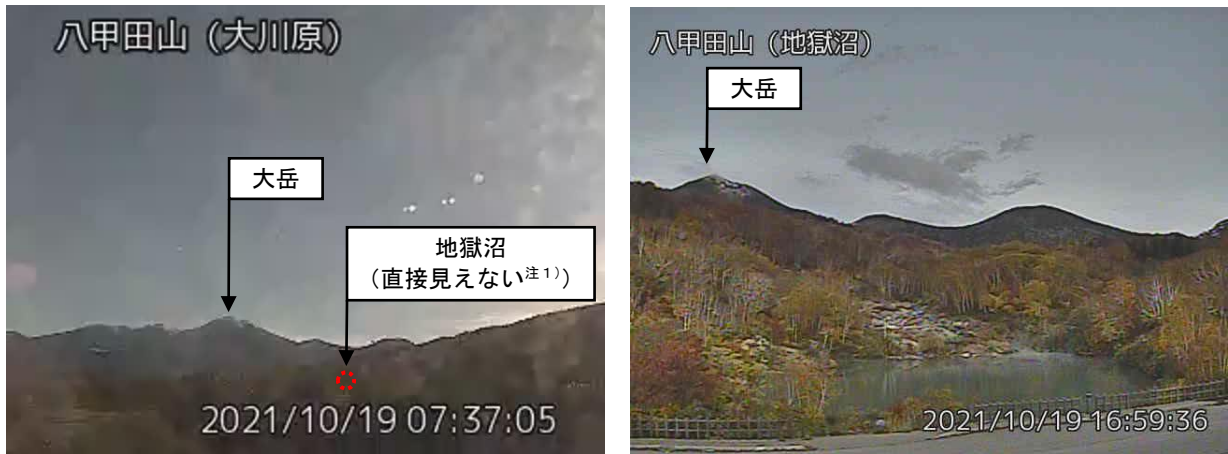 八甲田山（大川原）
大岳
地獄沼
（直接見えない注１））
2021/10/19 07:37:05
八甲田山（地獄沼）
大岳
2021/10/19 16:59:36